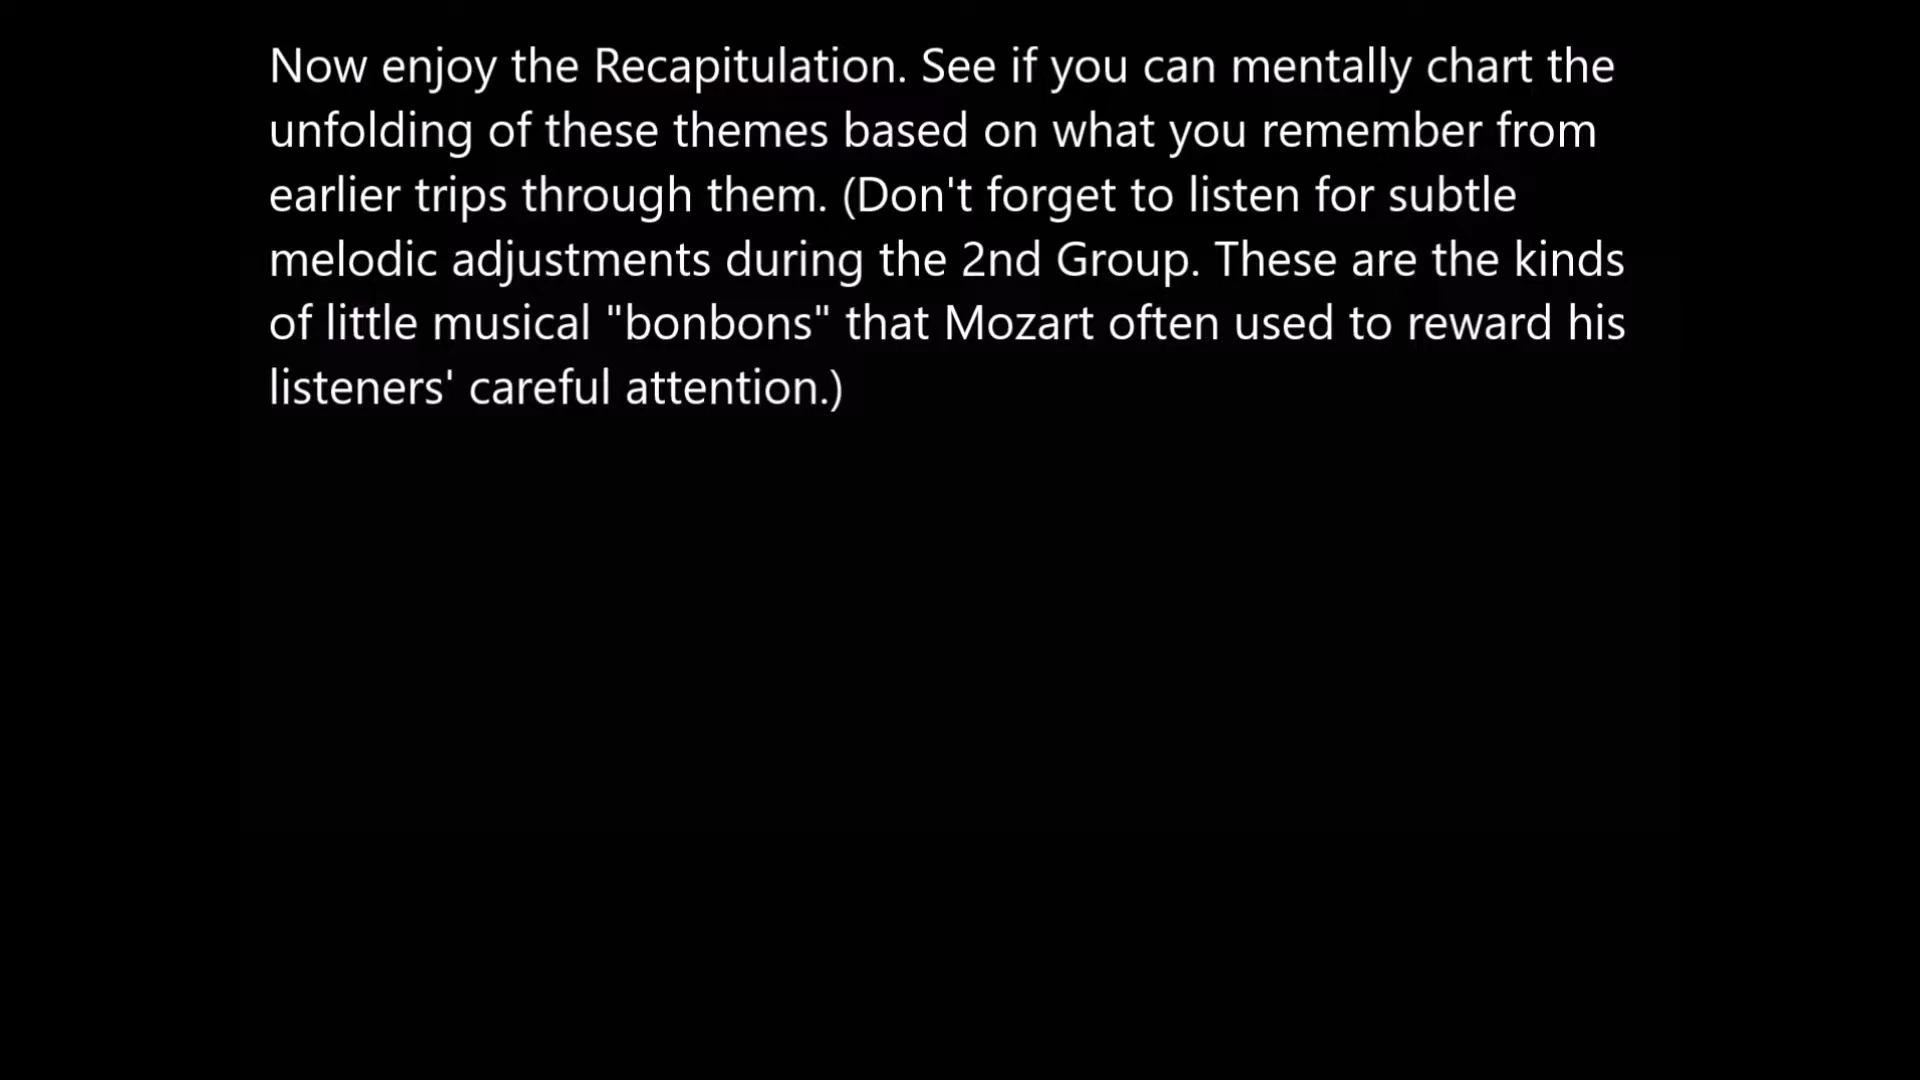 Now enjoy the Recapitulation. See if you can mentally chart the
unfolding of these themes based on what you remember from
earlier trips through them. (Don't forget to listen for subtle
melodic adjustments during the 2nd Group. These are the kinds
of little musical "bonbons" that Mozart often used to reward his
listeners' careful attention.)